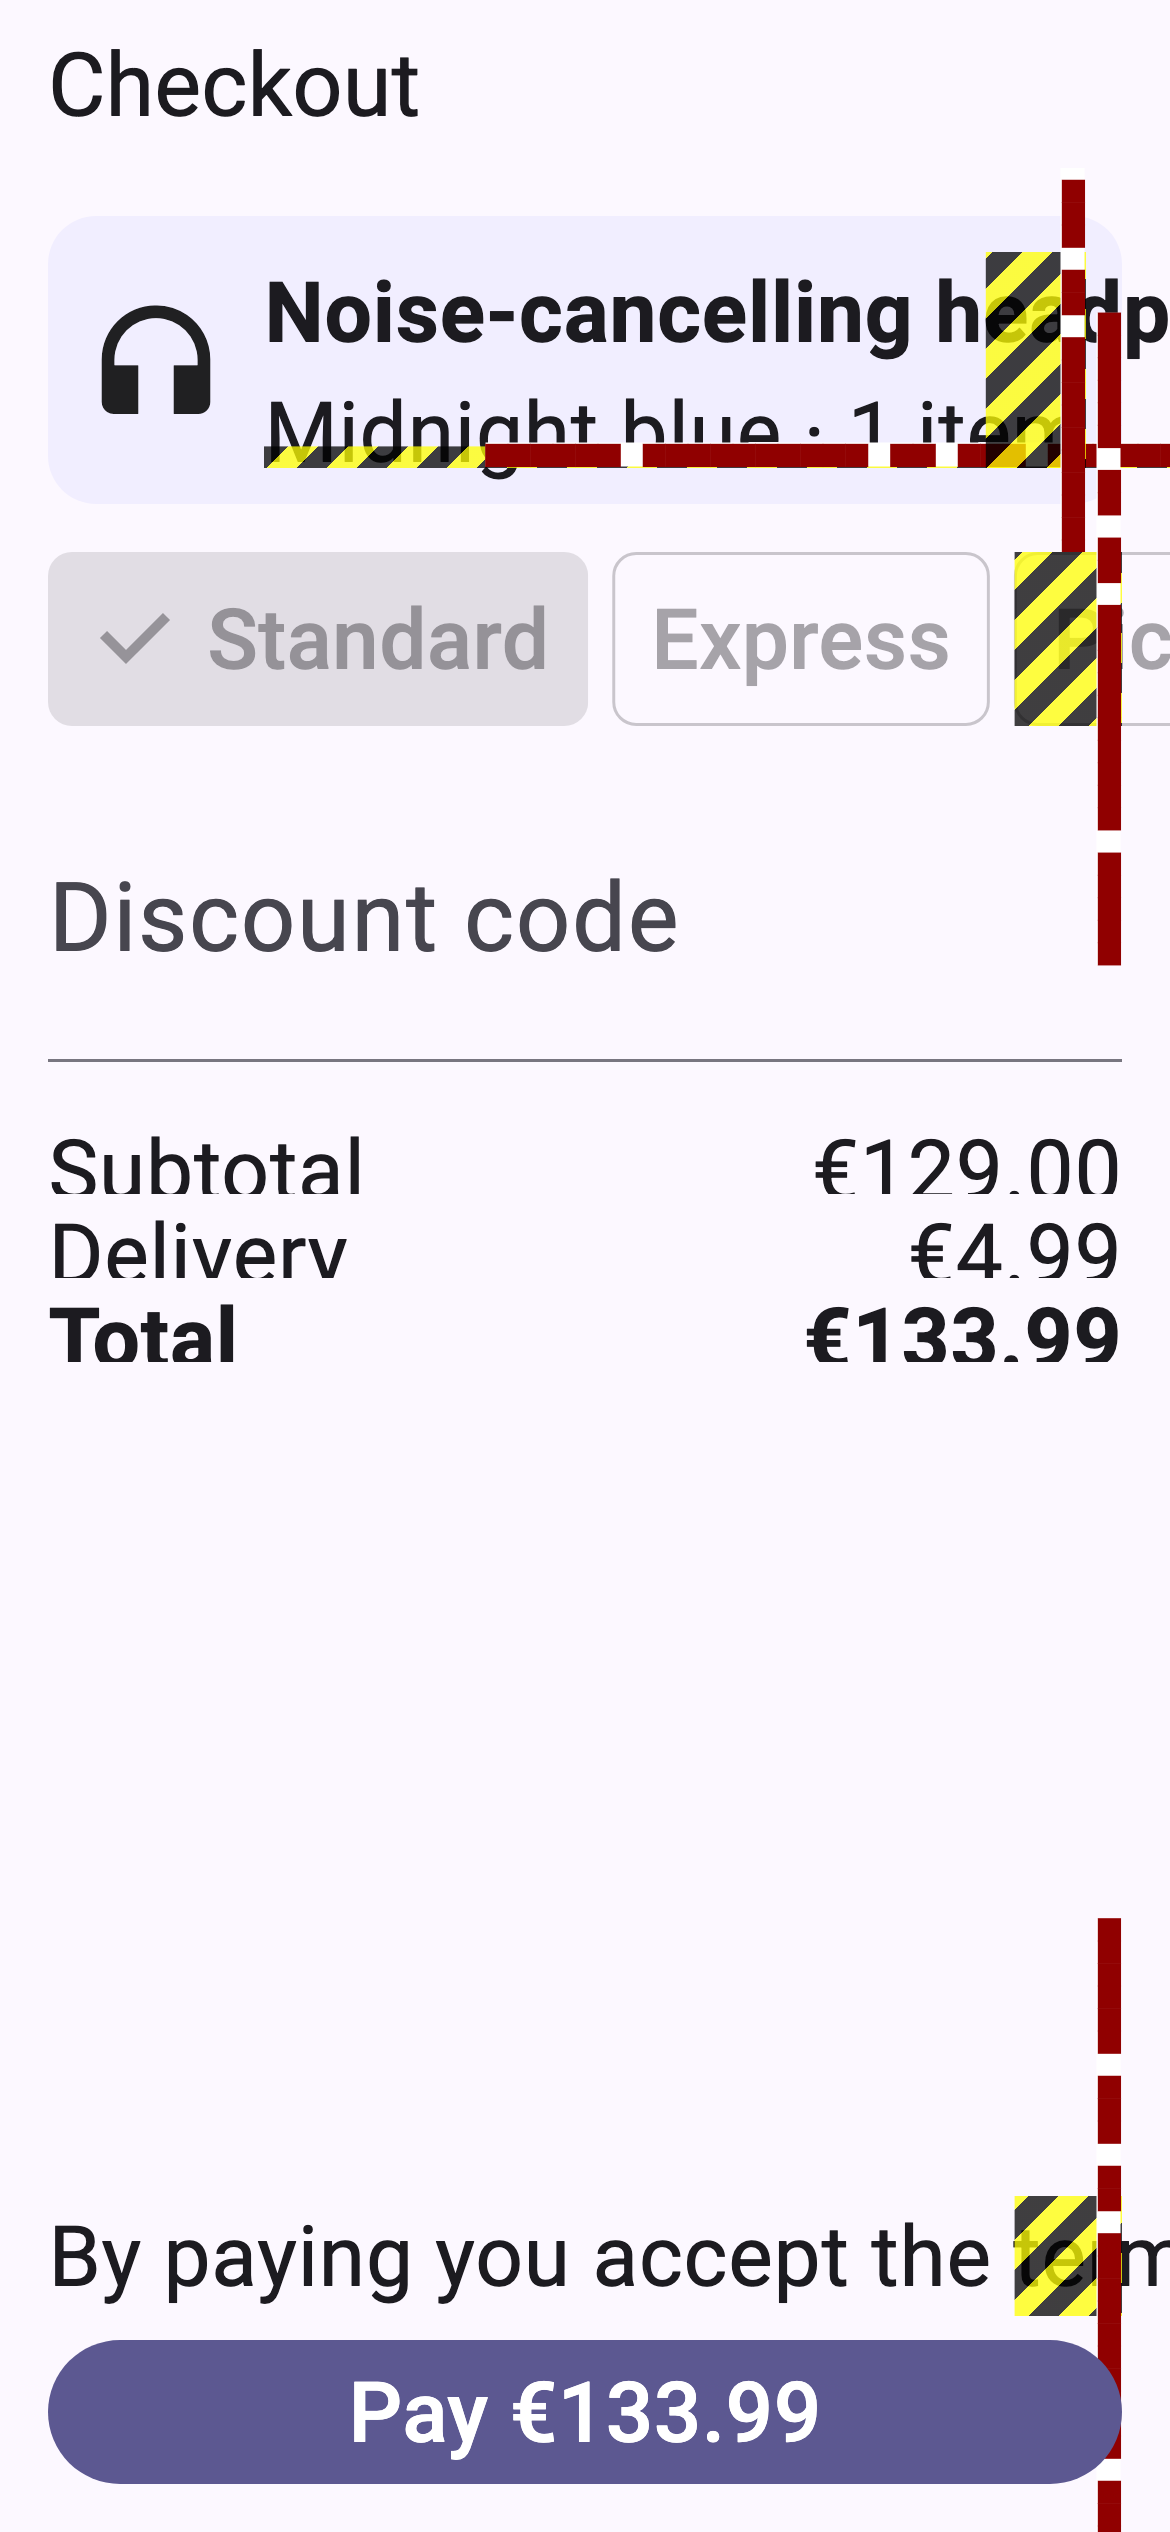 Checkout
Noise-cancelling
Midnight blue · 1 item
Standard
Express
Discount code
Subtotal €129.00
Delivery €4.99
Total €133.99
By paying you accept the
Pay €133.99